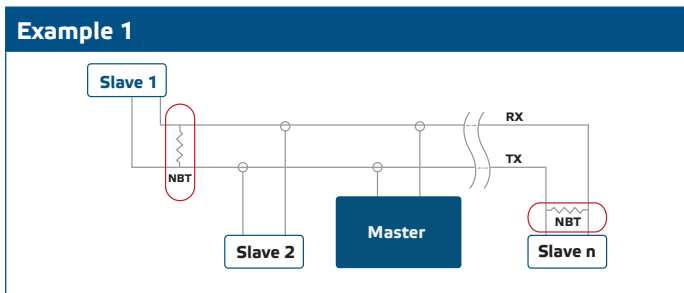 Example 1
Slave 1
RX
TX
NBT
NBT
Master
Slave 2
Slave n